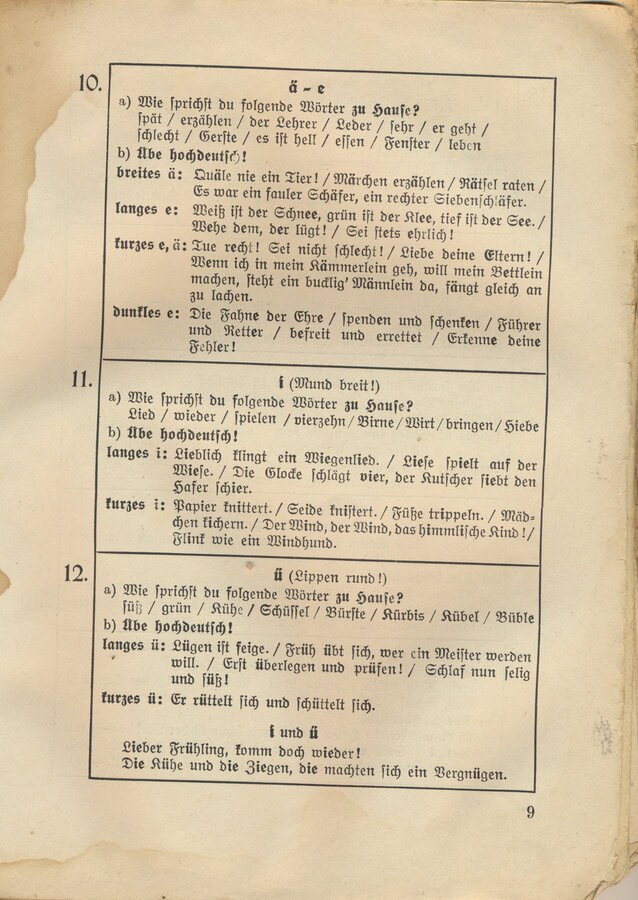 10.
ä – e
a) Wie sprichst du folgende Wörter zu Hause?
spät / erzählen / der Lehrer / Leder / sehr / er geht /
schlecht / Gerste / es ist hell / essen / Fenster / leben
b) Übe hochdeutsch!
breites ä: Quäle nie ein Tier! / Märchen erzählen / Rätsel raten /
Es war ein fauler Schäfer, ein rechter Siebenschläfer.
langes e: Weiß ist der Schnee, grün ist der Klee, tief ist der See. /
Wehe dem, der lügt! / Sei stets ehrlich!
kurzes e, ä: Tue recht! Sei nicht schlecht! / Liebe deine Eltern! /
Wenn ich in mein Kämmerlein geh, will mein Bettlein
machen, steht ein bucklig' Männlein da, fängt gleich an
zu lachen.
dunkles e: Die Fahne der Ehre / spenden und schenken / Führer
und Retter / befreit und errettet / Erkenne deine
Fehler!
11.
i (Mund breit!)
a) Wie sprichst du folgende Wörter zu Hause?
Lied / wieder / spielen / vierzehn / Birne / Wirt / bringen / Hiebe
b) Übe hochdeutsch!
langes i: Lieblich klingt ein Wiegenlied. / Liese spielt auf der
Wiese. / Die Glocke schlägt vier, der Kutscher siebt den
Hafer schier.
kurzes i: Papier knittert. / Seide knistert. / Füße trippeln. / Mäd-
chen kichern. / Der Wind, der Wind, das himmlische Kind! /
Flink wie ein Windhund.
12.
ü (Lippen rund!)
a) Wie sprichst du folgende Wörter zu Hause?
süß / grün / Kühe / Schüssel / Bürste / Kürbis / Kübel / Büble
b) Übe hochdeutsch!
langes ü: Lügen ist feige. / Früh übt sich, wer ein Meister werden
will. / Erst überlegen und prüfen! / Schlaf nun selig
und süß!
kurzes ü: Er rüttelt sich und schüttelt sich.
i und ü
Lieber Frühling, komm doch wieder!
Die Kühe und die Ziegen, die machten sich ein Vergnügen.
9